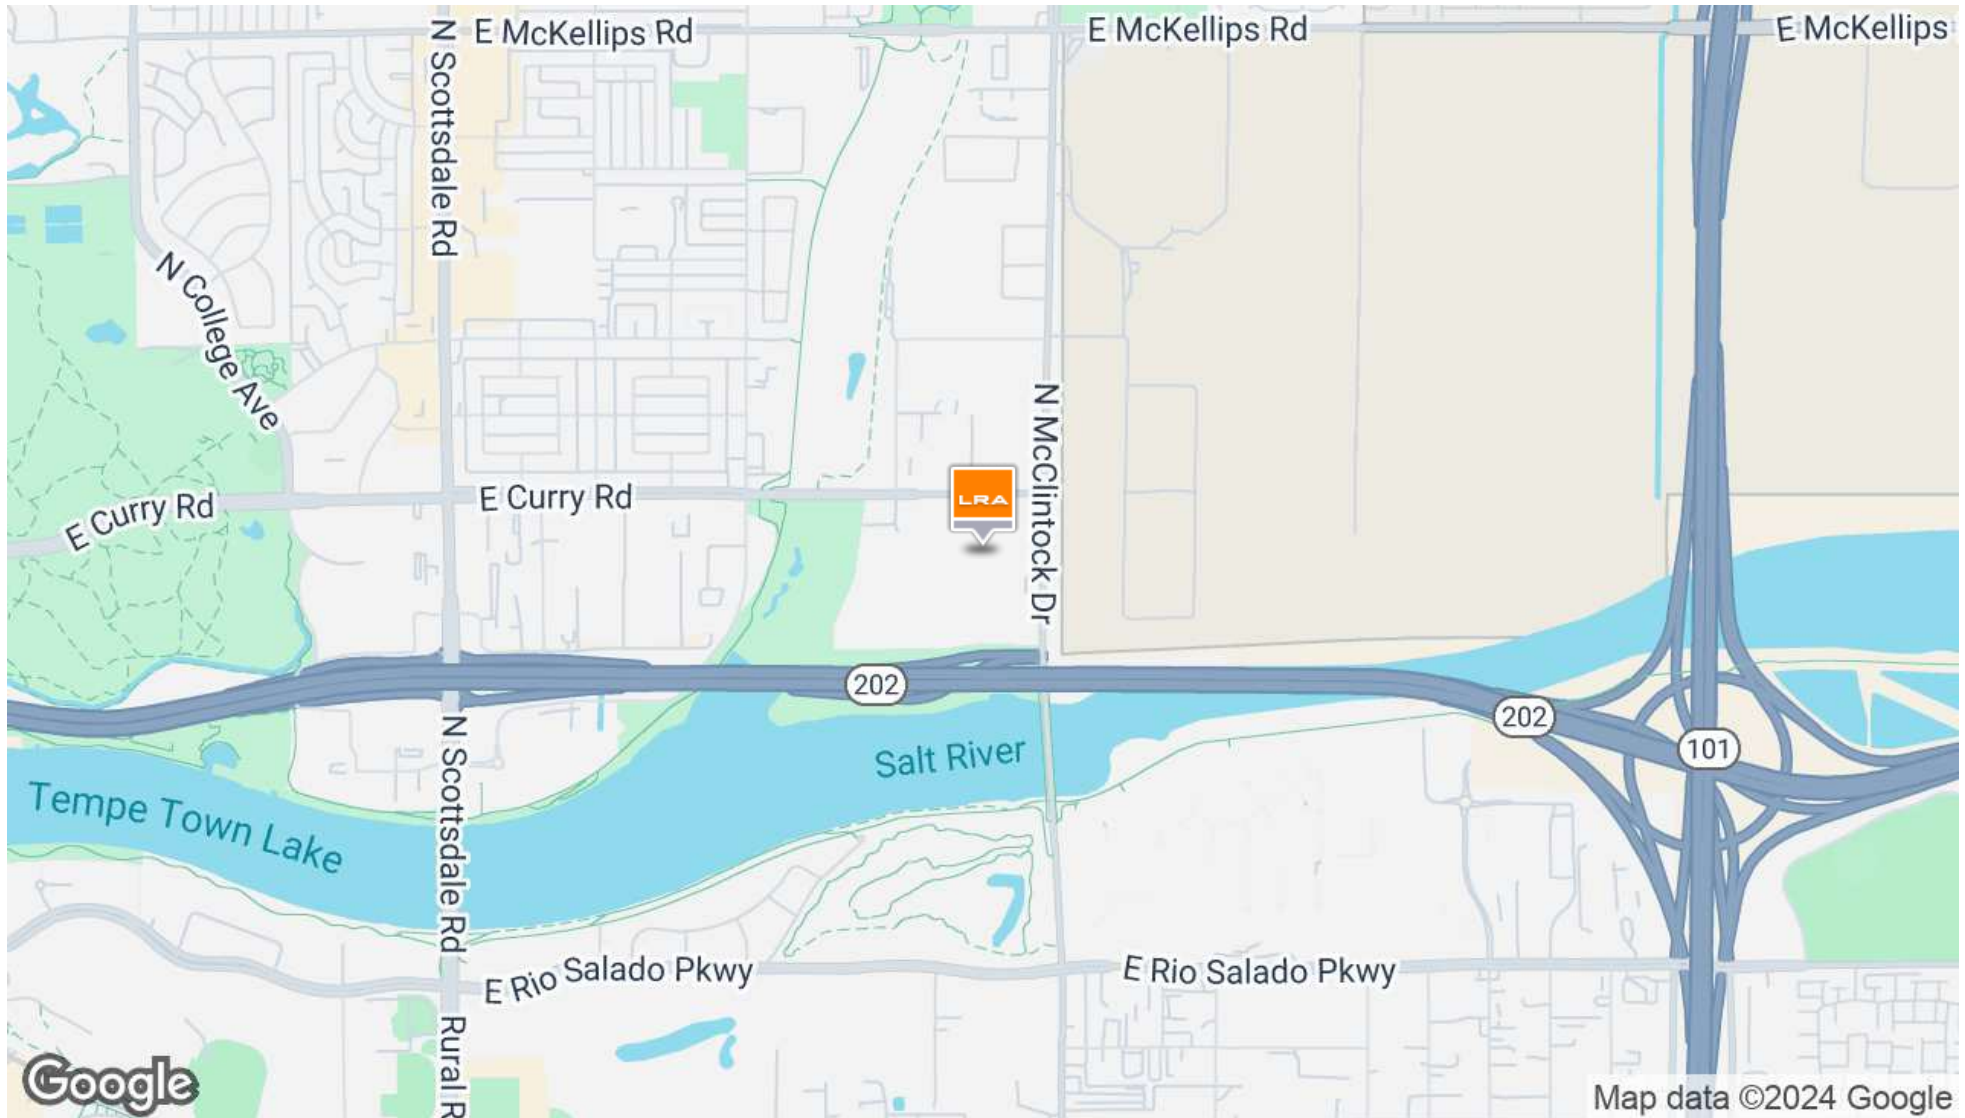 E McKellips Rd
E McKellips Rd
E McKellips
N Scottsdale Rd
N College Ave
N McClintock Dr
LRA
E Curry Rd
E Curry Rd
202
202
101
N Scottsdale Rd
Salt River
Tempe Town Lake
E Rio Salado Pkwy
E Rio Salado Pkwy
Rural R
Google
Map data ©2024 Google